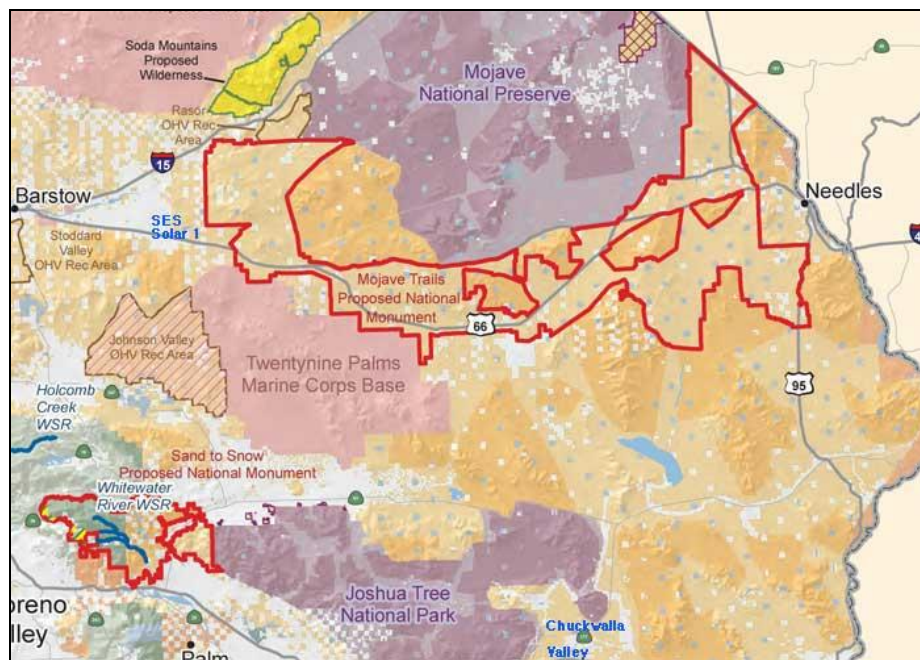 Soda Mountains
Proposed
Wilderness
Mojave
National Preserve
Rasor
OHV Rec
Area
15
Barstow
SES
Solar 1
Needles
Stoddard
Valley
OHV Rec Area
Mojave Trails
Proposed National
Monument
66
Johnson Valley
OHV Rec Area
Twentynine Palms
Marine Corps Base
95
Holcomb
Creek
WSR
Sand to Snow
Proposed National Monument
Whitewater
River WSR
Joshua Tree
National Park
oreno
lley
Chuckwalla
Valley
Palm